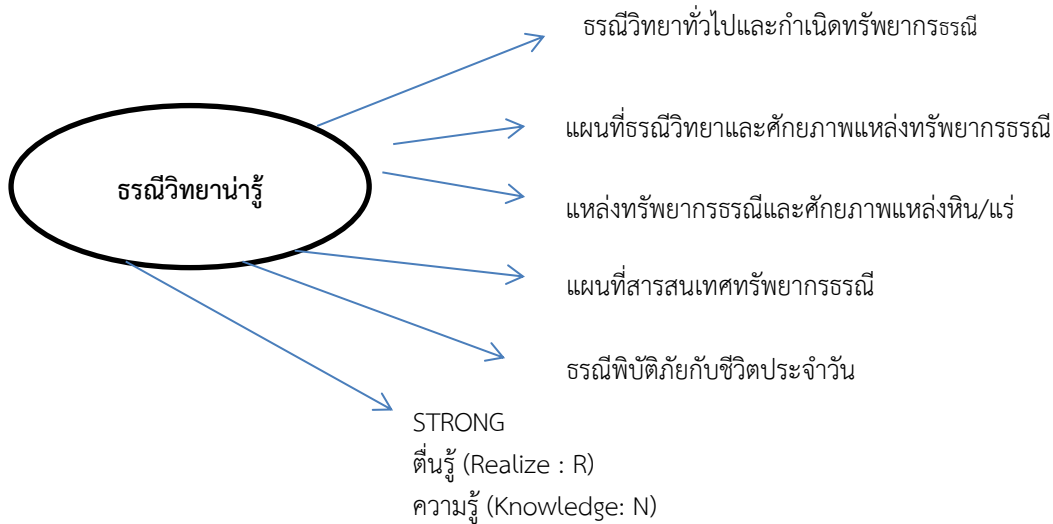 ธรณีวิทยาทั่วไปและกำเนิดทรัพยากรธรณี
แผนที่ธรณีวิทยาและศักยภาพแหล่งทรัพยากรธรณี
ธรณีวิทยาน่ารู้
แหล่งทรัพยากรธรณีและศักยภาพแหล่งหิน/แร่
แผนที่สารสนเทศทรัพยากรธรณี
ธรณีพิบัติภัยกับชีวิตประจำวัน
STRONG
ตื่นรู้ (Realize : R)
ความรู้ (Knowledge: N)